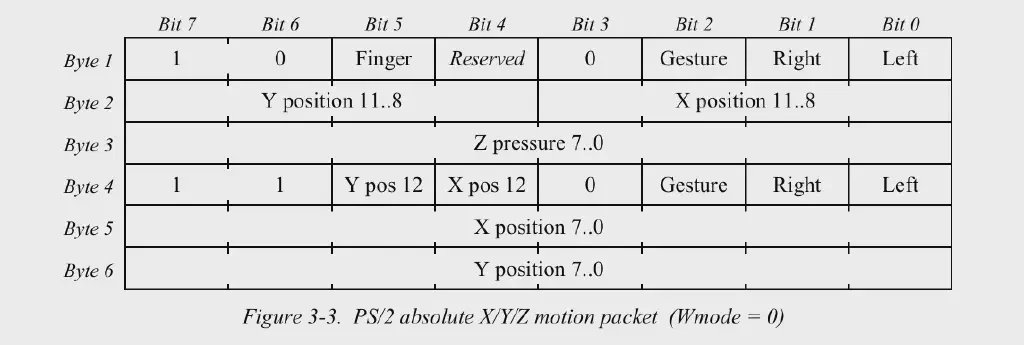 Bit 7 Bit 6 Bit 5 Bit 4 Bit 3 Bit 2 Bit 1 Bit 0
Byte 1 1 0 Finger Reserved 0 Gesture Right Left
Byte 2 Y position 11..8 X position 11..8
Byte 3 Z pressure 7..0
Byte 4 1 1 Y pos 12 X pos 12 0 Gesture Right Left
Byte 5 X position 7..0
Byte 6 Y position 7..0
Figure 3-3. PS/2 absolute X/Y/Z motion packet (Wmode = 0)